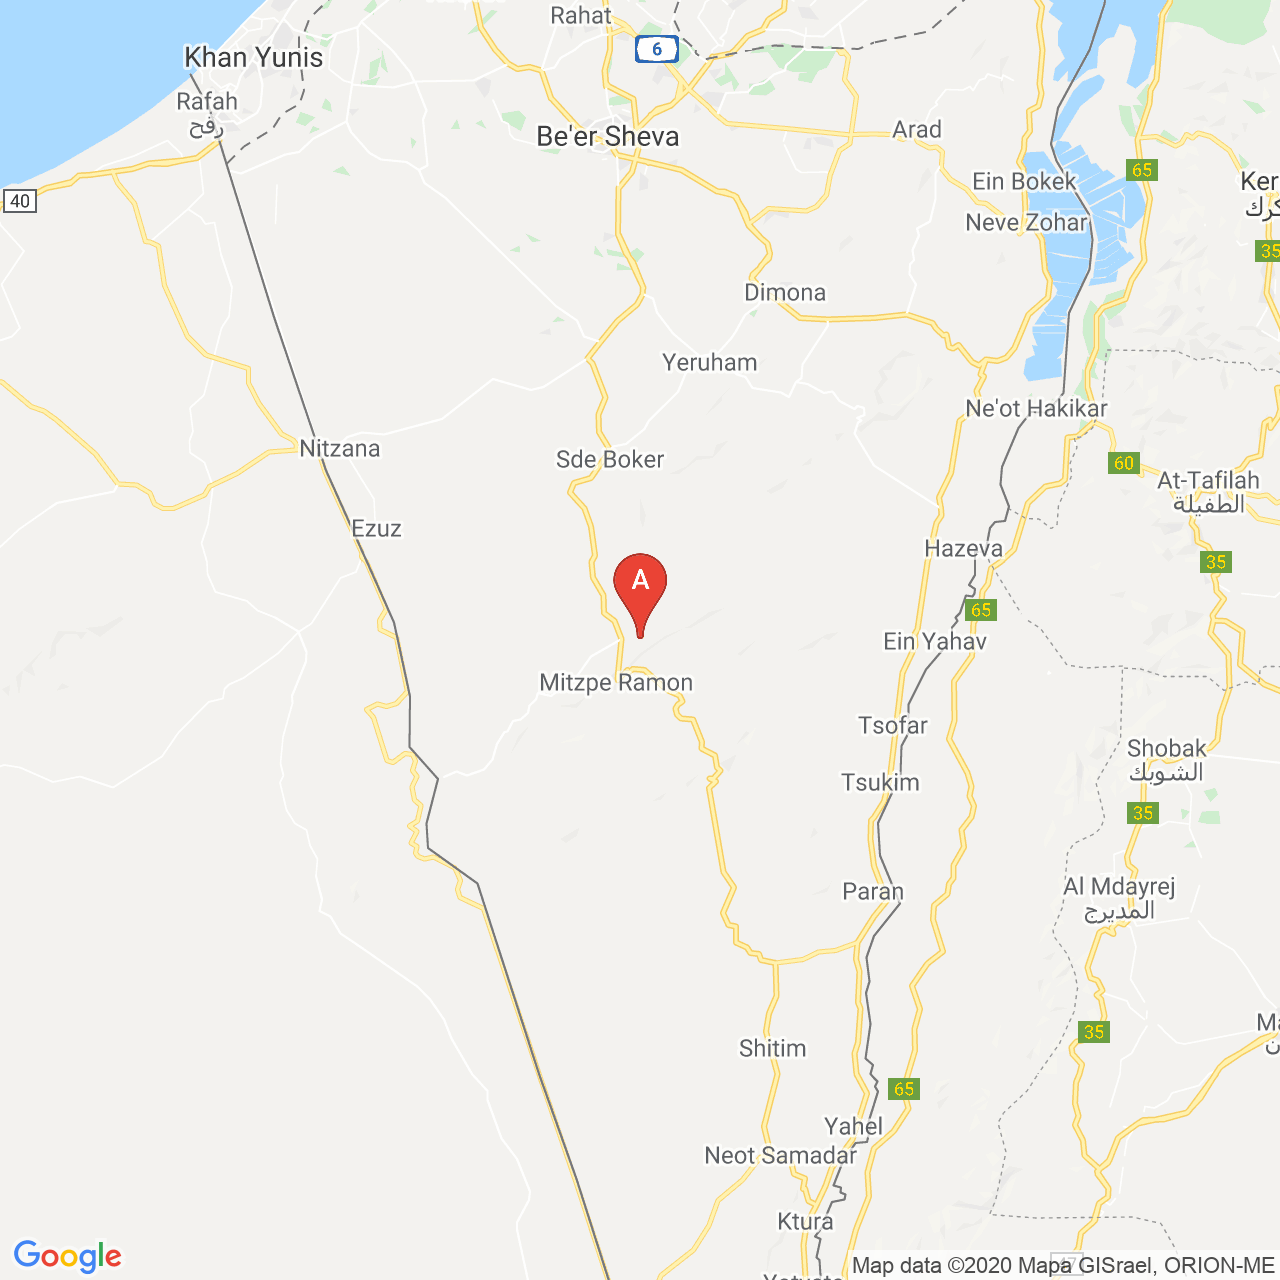 Rahat
6
Khan Yunis
Rafah
رفح
Be'er Sheva
Arad
65
Ein Bokek
Ker
كرك
40
Neve Zohar
35
Dimona
Yeruham
Ne'ot Hakikar
Nitzana
Sde Boker
60
At-Tafilah
الطفيلة
Ezuz
Hazeva
35
A
65
Ein Yahav
Mitzpe Ramon
Tsofar
Shobak
الشوبك
Tsukim
35
Paran
Al Mdayrej
المديرج
Ma
ن
35
Shitim
65
Yahel
Neot Samadar
Ktura
47
Google
Map data ©2020 Mapa GISrael, ORION-ME